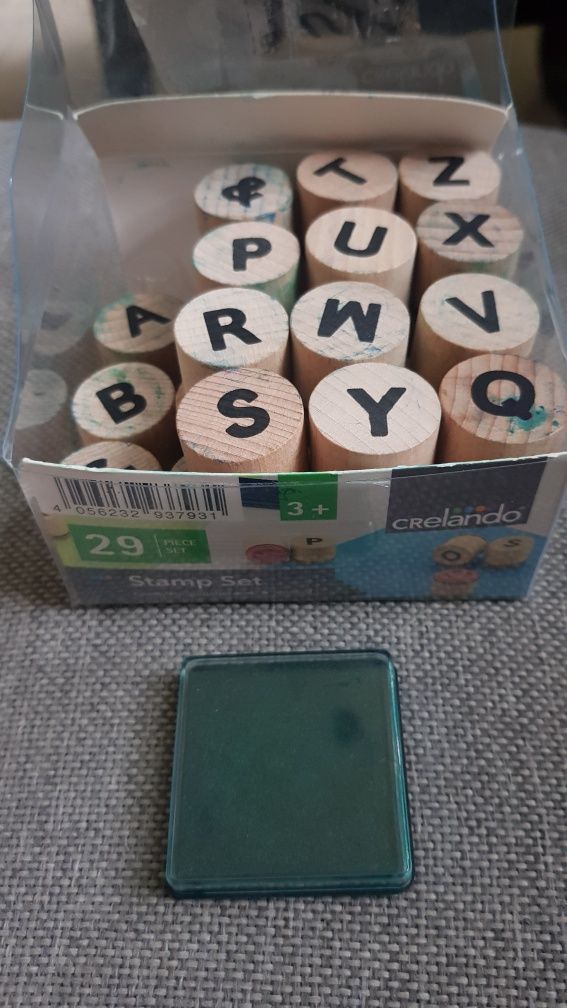 & T Z
P U X
A R W V
B S Y Q
4 056232 937931
3+
crelando
29 PIECE SET
P
O S
Stamp Set